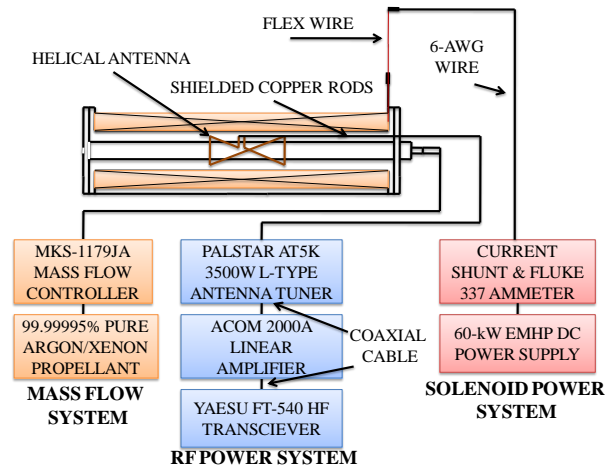 FLEX WIRE
6-AWG
WIRE
HELICAL ANTENNA
SHIELDED COPPER RODS
MKS-1179JA
MASS FLOW
CONTROLLER
99.99995% PURE
ARGON/XENON
PROPELLANT
MASS FLOW
SYSTEM
PALSTAR AT5K
3500W L-TYPE
ANTENNA TUNER
ACOM 2000A
LINEAR
AMPLIFIER
YAESU FT-540 HF
TRANSCIEVER
RF POWER SYSTEM
COAXIAL
CABLE
CURRENT
SHUNT & FLUKE
337 AMMETER
60-kW EMHP DC
POWER SUPPLY
SOLENOID POWER
SYSTEM